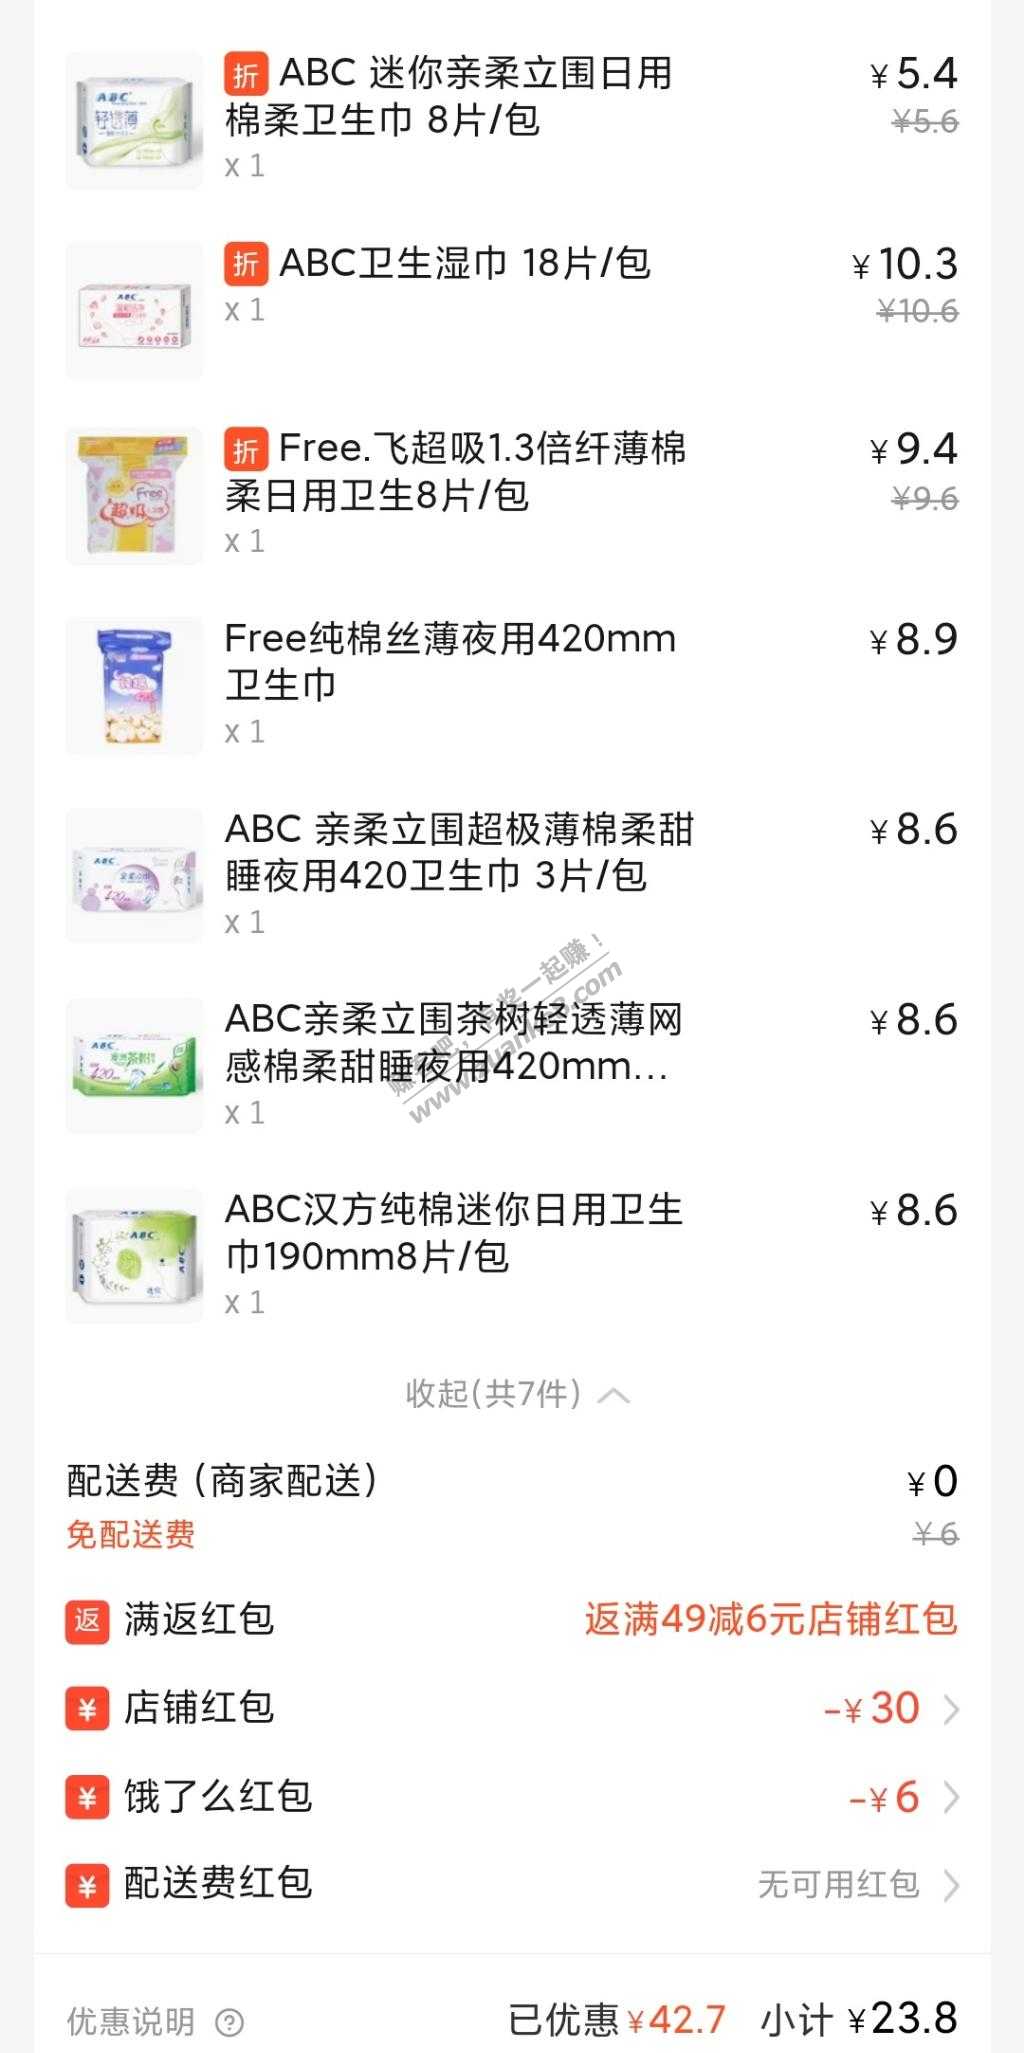 折 ABC 迷你亲柔立围日用
棉柔卫生巾 8片/包
x 1
¥5.4
¥5.6
折 ABC卫生湿巾 18片/包
x 1
¥10.3
¥10.6
折 Free.飞超吸1.3倍纤薄棉
柔日用卫生8片/包
x 1
¥9.4
¥9.6
Free纯棉丝薄夜用420mm
卫生巾
x 1
¥8.9
ABC 亲柔立围超极薄棉柔甜
睡夜用420卫生巾 3片/包
x 1
¥8.6
ABC亲柔立围茶树轻透薄网
感棉柔甜睡夜用420mm...
x 1
¥8.6
ABC汉方纯棉迷你日用卫生
巾190mm8片/包
x 1
¥8.6
赚客吧，有奖一起赚！
www.zuanke8.com
收起(共7件)
配送费（商家配送） ¥0
免配送费 ¥6
返 满返红包 返满49减6元店铺红包
¥ 店铺红包 -¥30
¥ 饿了么红包 -¥6
¥ 配送费红包 无可用红包
优惠说明 ? 已优惠¥42.7 小计 ¥23.8